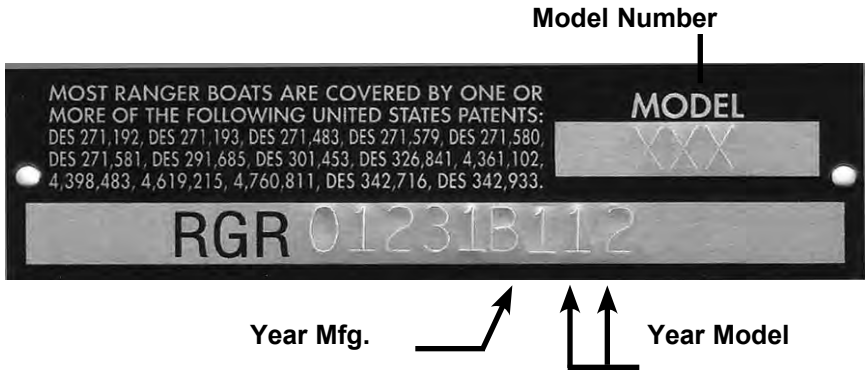 Model Number
MOST RANGER BOATS ARE COVERED BY ONE OR
MORE OF THE FOLLOWING UNITED STATES PATENTS:
DES 271,192, DES 271,193, DES 271,483, DES 271,579, DES 271,580,
DES 271,581, DES 291,685, DES 301,453, DES 326,841, 4,361,102,
4,398,483, 4,619,215, 4,760,811, DES 342,716, DES 342,933.
MODEL
XXX
RGR 01231B112
Year Mfg.
Year Model